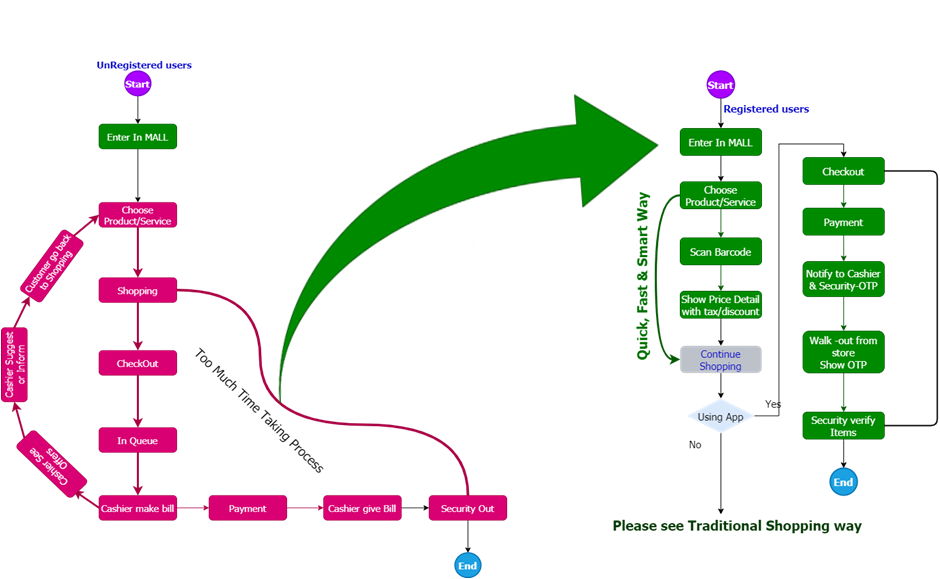 UnRegistered users
Start
Enter In MALL
Choose
Product/Service
Customer go back
to Shopping
Shopping
Cashier Suggest
or Inform
CheckOut
Too Much Time Taking Process
In Queue
Cashier See
Offers
Cashier make bill
Payment
Cashier give Bill
Security Out
End
Start
Registered users
Enter In MALL
Choose
Product/Service
Quick, Fast & Smart Way
Scan Barcode
Show Price Detail
with tax/discount
Continue
Shopping
Using App
Yes
No
Please see Traditional Shopping way
Checkout
Payment
Notify to Cashier
& Security-OTP
Walk -out from
store
Show OTP
Security verify
Items
End